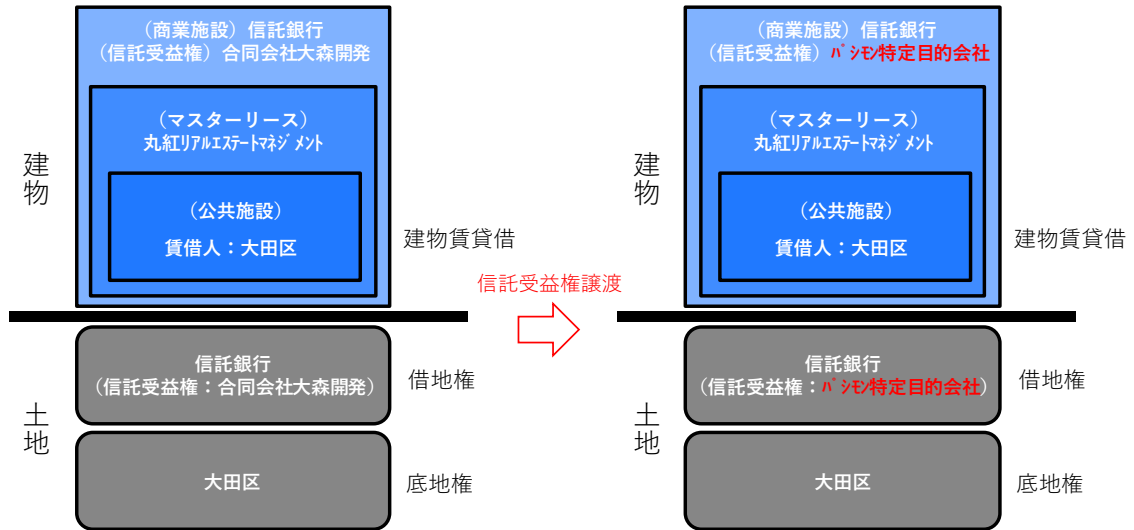 (商業施設)信託銀行
(信託受益権)合同会社大森開発
(マスターリース)
丸紅ﾘｱﾙｴｽﾃｰﾄﾏﾈｼﾞﾒﾝﾄ
(公共施設)
賃借人:大田区
建物
建物賃貸借
信託銀行
(信託受益権:合同会社大森開発)
借地権
土地
大田区
底地権
信託受益権譲渡
(商業施設)信託銀行
(信託受益権)ﾊﾟｼﾓﾝ特定目的会社
(マスターリース)
丸紅ﾘｱﾙｴｽﾃｰﾄﾏﾈｼﾞﾒﾝﾄ
(公共施設)
賃借人:大田区
建物
建物賃貸借
信託銀行
(信託受益権:ﾊﾟｼﾓﾝ特定目的会社)
借地権
土地
大田区
底地権